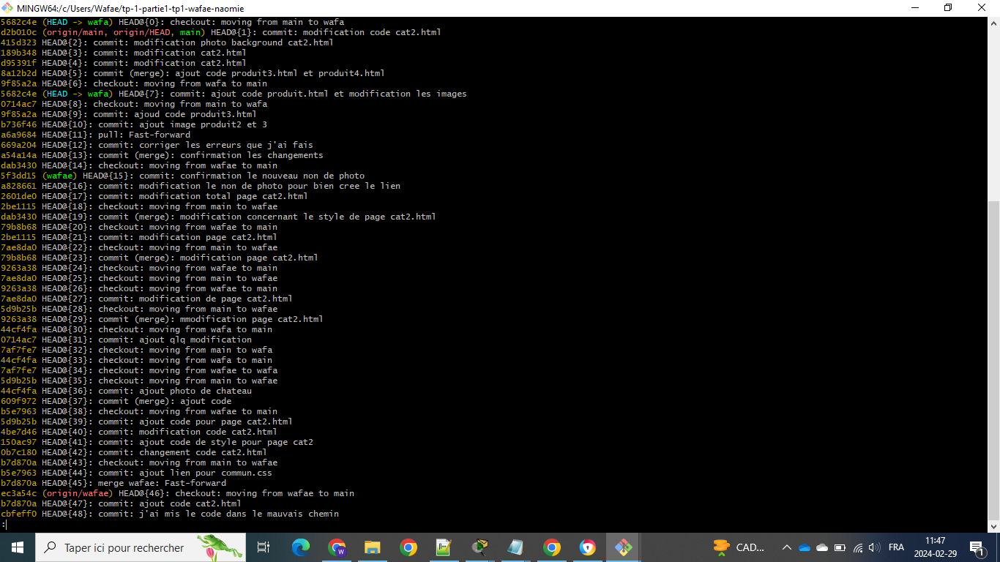 MINGW64:/c/Users/Wafae/tp-1-partie1-tp1-wafae-naomie
5682c4e (HEAD -> wafa) HEAD@{0}: checkout: moving from main to wafa
d2b010c (origin/main, origin/HEAD, main) HEAD@{1}: commit: modification code cat2.html
415d323 HEAD@{2}: commit: modification photo background cat2.html
189b348 HEAD@{3}: commit: modification cat2.html
d95391f HEAD@{4}: commit: modification cat2.html
8a12b2d HEAD@{5}: commit (merge): ajout code produit3.html et produit4.html
9f85a2a HEAD@{6}: checkout: moving from wafa to main
5682c4e (HEAD -> wafa) HEAD@{7}: commit: ajout code produit.html et modification les images
0714ac7 HEAD@{8}: checkout: moving from main to wafa
9f85a2a HEAD@{9}: commit: ajoud code produit3.html
b736f46 HEAD@{10}: commit: ajout image produit2 et 3
a6a9684 HEAD@{11}: pull: Fast-forward
669a204 HEAD@{12}: commit: corriger les erreurs que j'ai fais
a54a14a HEAD@{13}: commit (merge): confirmation les changements
dab3430 HEAD@{14}: checkout: moving from wafae to main
5f3dd15 (wafae) HEAD@{15}: commit: confirmation le nouveau non de photo
a828661 HEAD@{16}: commit: modification le non de photo pour bien cree le lien
2601de0 HEAD@{17}: commit: modification total page cat2.html
2be1115 HEAD@{18}: checkout: moving from main to wafae
dab3430 HEAD@{19}: commit (merge): modification concernant le style de page cat2.html
79b8b68 HEAD@{20}: checkout: moving from wafae to main
2be1115 HEAD@{21}: commit: modification page cat2.html
7ae8da0 HEAD@{22}: checkout: moving from main to wafae
79b8b68 HEAD@{23}: commit (merge): modification page cat2.html
9263a38 HEAD@{24}: checkout: moving from wafae to main
7ae8da0 HEAD@{25}: checkout: moving from main to wafae
9263a38 HEAD@{26}: checkout: moving from wafae to main
7ae8da0 HEAD@{27}: commit: modification de page cat2.html
5d9b25b HEAD@{28}: checkout: moving from main to wafae
9263a38 HEAD@{29}: commit (merge): mmodification page cat2.html
44cf4fa HEAD@{30}: checkout: moving from wafa to main
0714ac7 HEAD@{31}: commit: ajout qlq modification
7af7fe7 HEAD@{32}: checkout: moving from main to wafa
44cf4fa HEAD@{33}: checkout: moving from wafa to main
7af7fe7 HEAD@{34}: checkout: moving from wafae to wafa
5d9b25b HEAD@{35}: checkout: moving from main to wafae
44cf4fa HEAD@{36}: commit: ajout photo de chateau
609f972 HEAD@{37}: commit (merge): ajout code
b5e7963 HEAD@{38}: checkout: moving from wafae to main
5d9b25b HEAD@{39}: commit: ajout code pour page cat2.html
4be7d46 HEAD@{40}: commit: modification code cat2.html
150ac97 HEAD@{41}: commit: ajout code de style pour page cat2
0b7c180 HEAD@{42}: commit: changement code cat2.html
b7d870a HEAD@{43}: checkout: moving from main to wafae
b5e7963 HEAD@{44}: commit: ajout lien pour commun.css
b7d870a HEAD@{45}: merge wafae: Fast-forward
ec3a54c (origin/wafae) HEAD@{46}: checkout: moving from wafae to main
b7d870a HEAD@{47}: commit: ajout code cat2.html
cbfeff0 HEAD@{48}: commit: j'ai mis le code dans le mauvais chemin
:
Taper ici pour rechercher
W
CAD...
FRA
11:47
2024-02-29
1